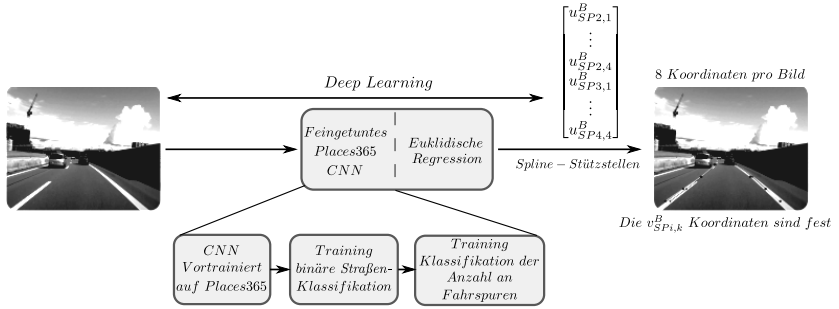 Deep Learning
Feingetuntes
Places365
CNN
Euklidische
Regression
u^B_{SP2,1}
⋮
u^B_{SP2,4}
u^B_{SP3,1}
⋮
u^B_{SP4,4}
Spline – Stützstellen
8 Koordinaten pro Bild
Die v^B_{SPi,k} Koordinaten sind fest
CNN
Vortrainiert
auf Places365
Training
binäre Straßen-
Klassifikation
Training
Klassifikation der
Anzahl an
Fahrspuren